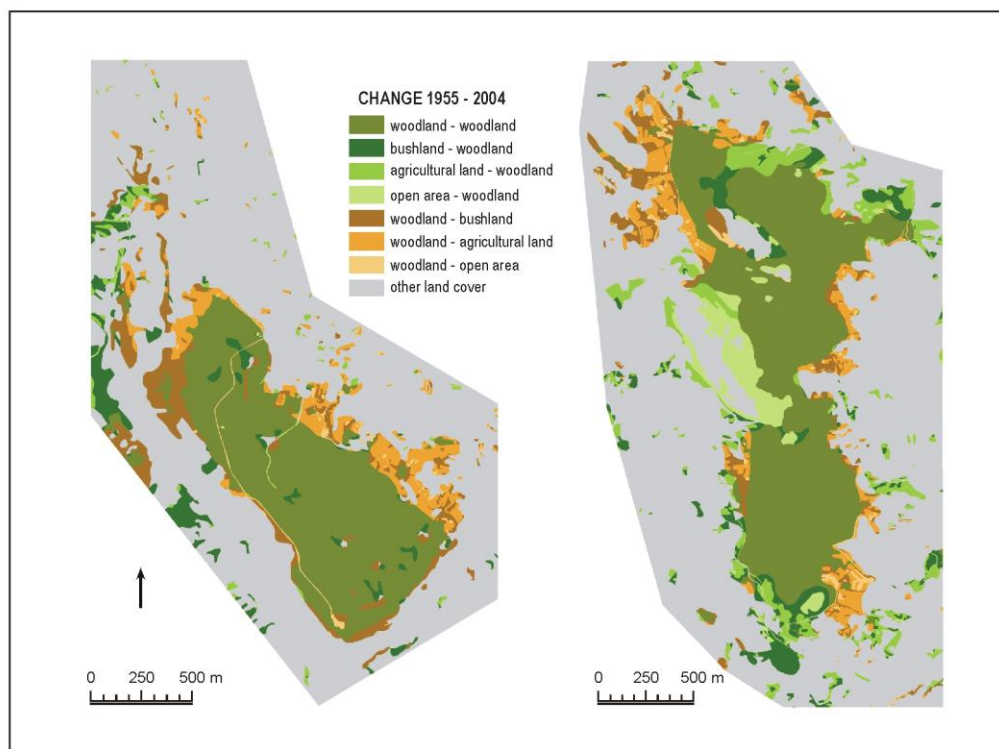 CHANGE 1955 - 2004
woodland - woodland
bushland - woodland
agricultural land - woodland
open area - woodland
woodland - bushland
woodland - agricultural land
woodland - open area
other land cover
0 250 500 m
0 250 500 m